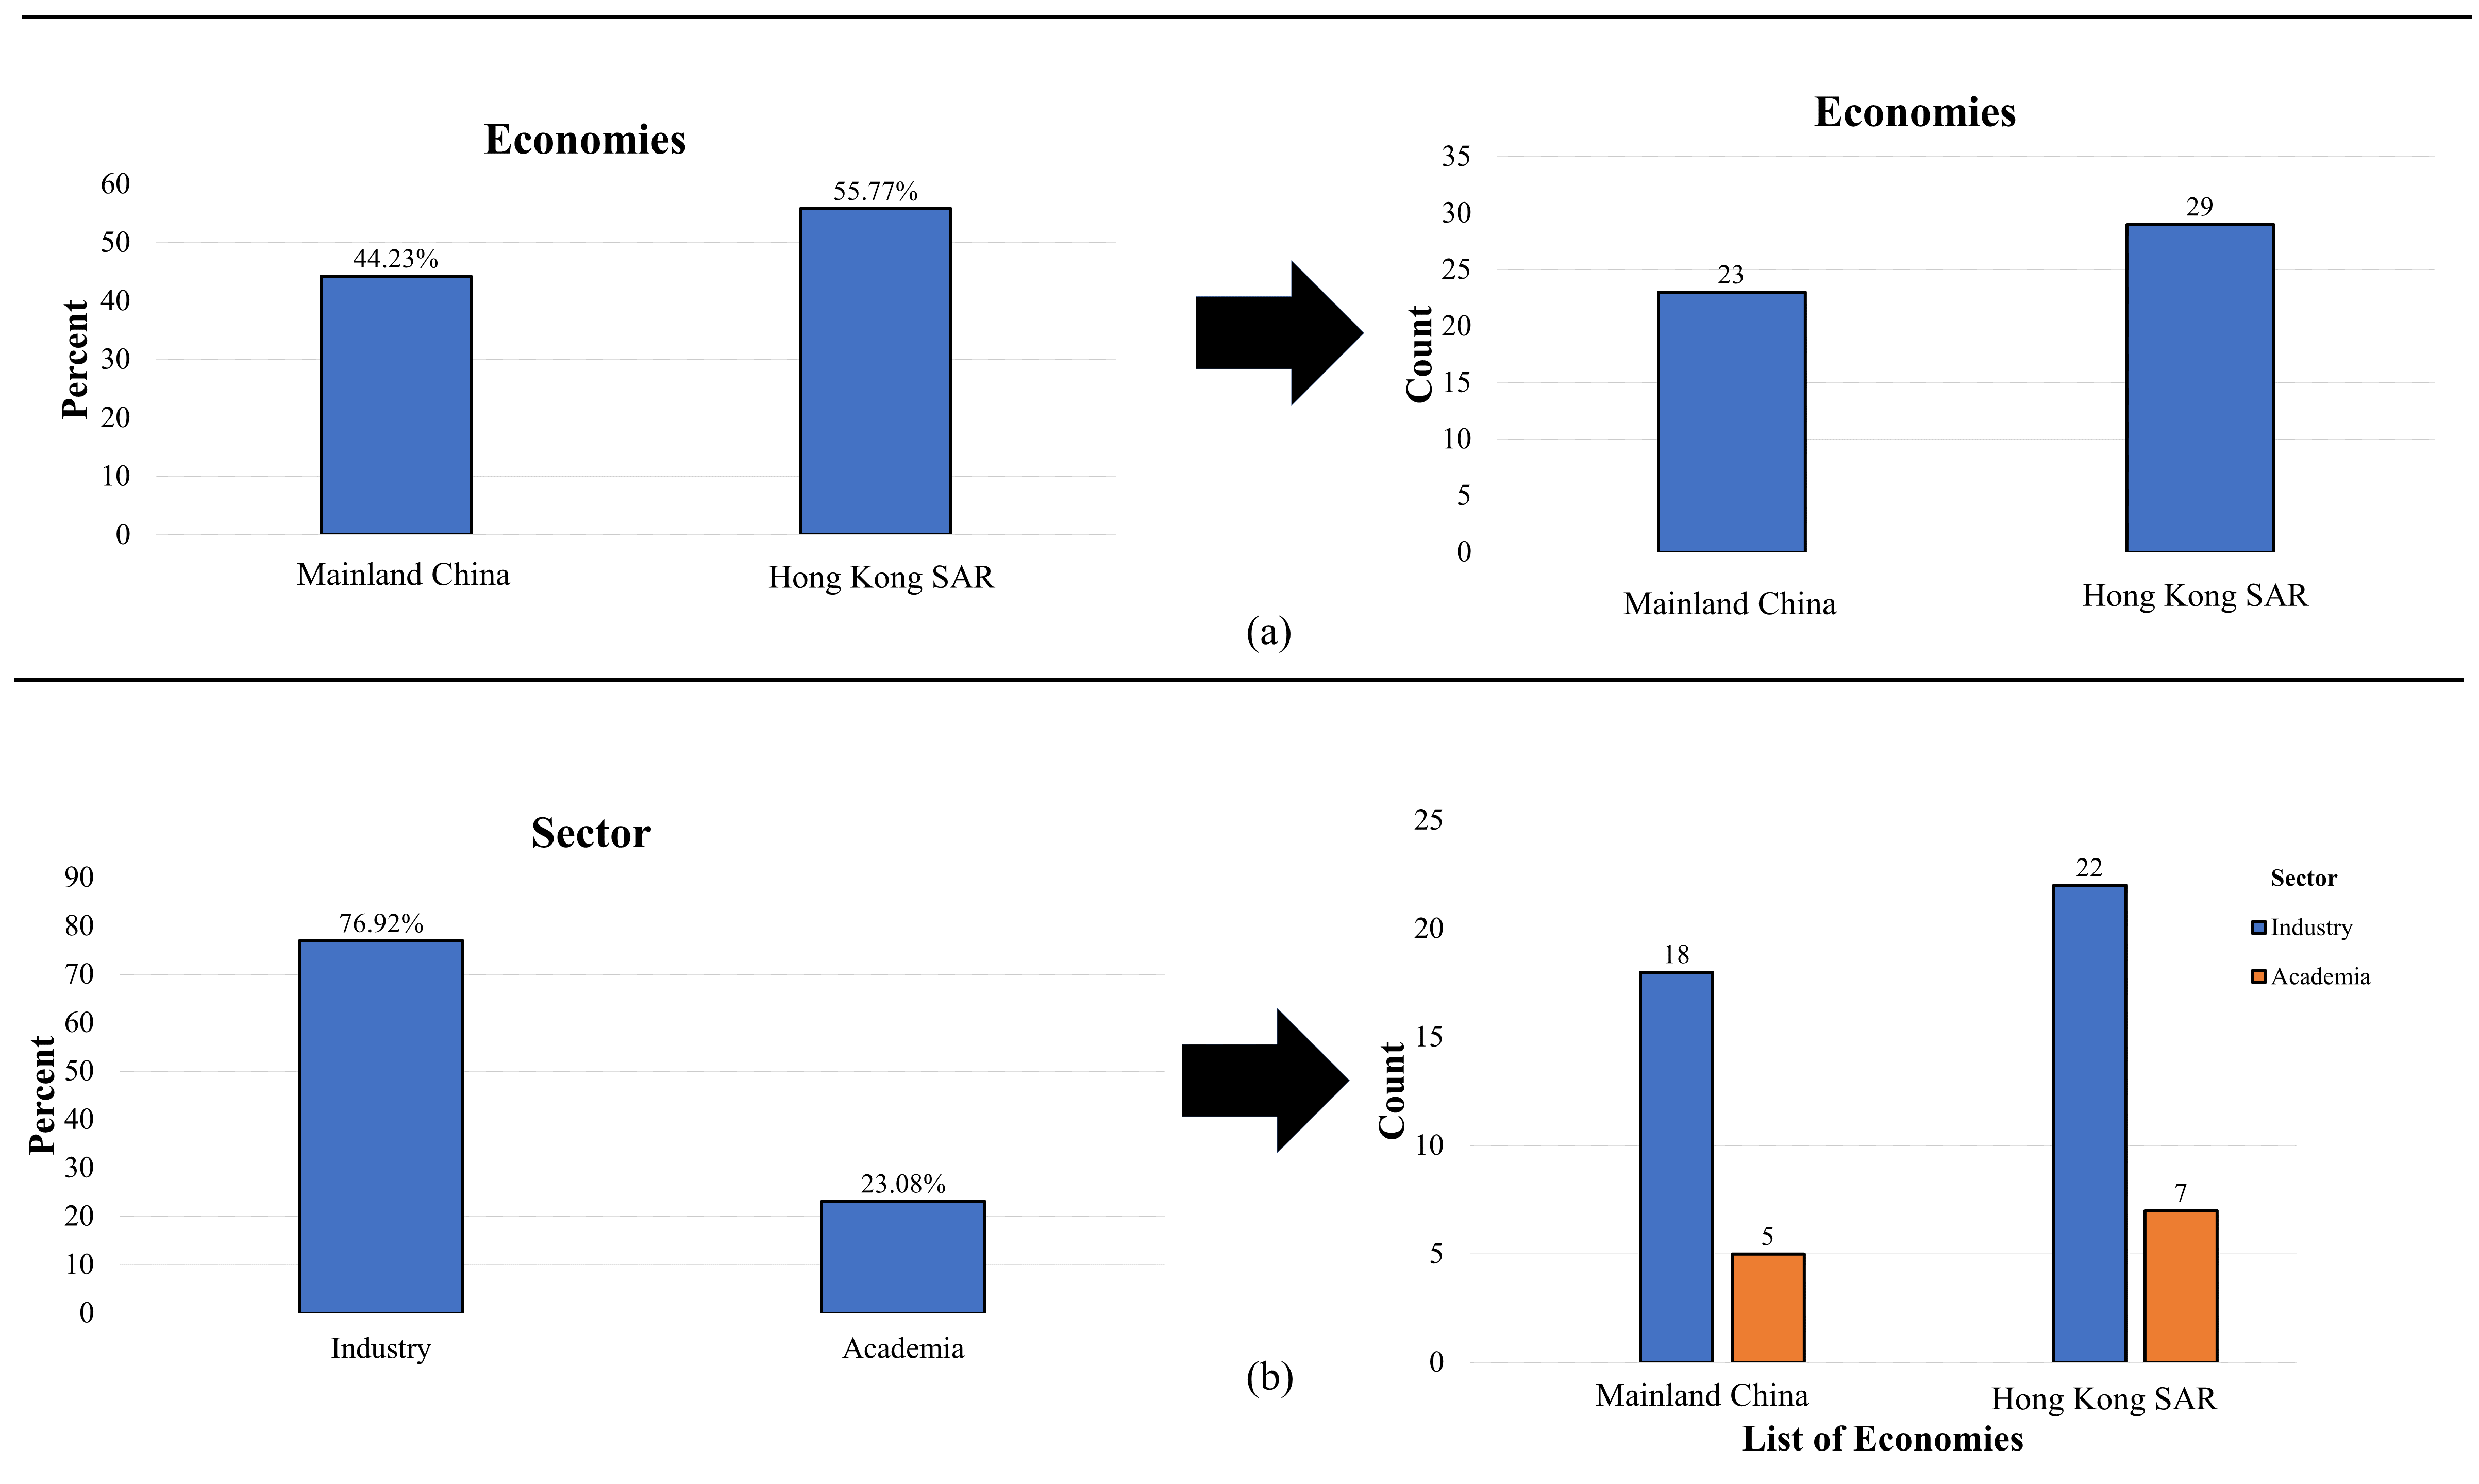 Economies
60
50
40
30
20
10
0
Percent
44.23%
55.77%
Mainland China
Hong Kong SAR
Economies
35
30
25
20
15
10
5
0
Count
23
29
Mainland China
Hong Kong SAR
(a)
Sector
90
80
70
60
50
40
30
20
10
0
Percent
76.92%
23.08%
Industry
Academia
25
20
15
10
5
0
Count
18
5
22
7
Sector
Industry
Academia
Mainland China
Hong Kong SAR
List of Economies
(b)